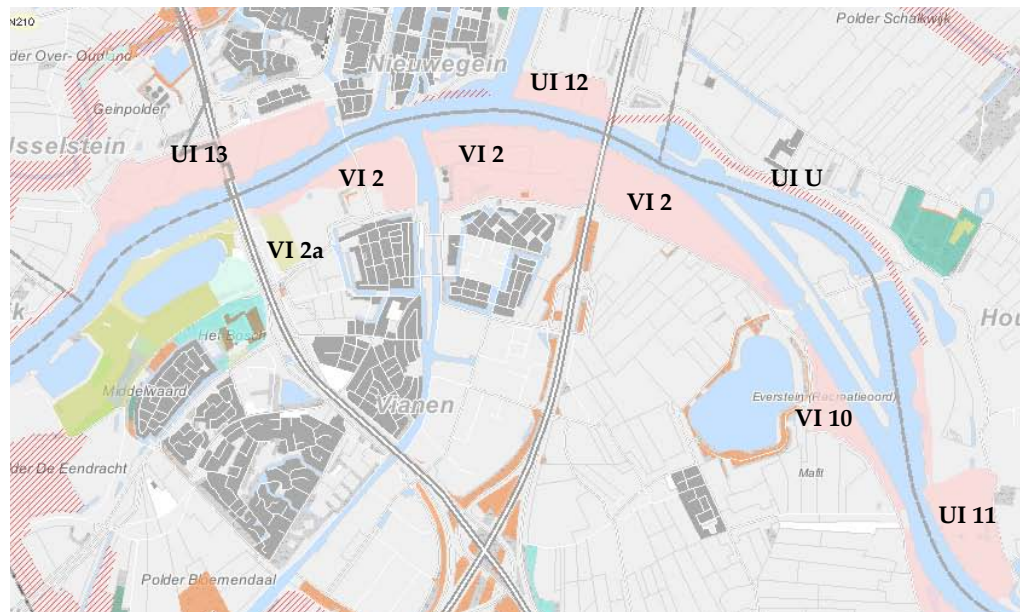 N210
Polder Schalkwijk
der Over- Oudland
Nieuwegein
UI 12
Geinpolder
IJsselstein
UI 13
VI 2
VI 2
UI U
VI 2
VI 2a
Hou
Het Bosch
Middelwaard
Vianen
Everstein (Recreatieoord)
VI 10
der De Eendracht
Mafit
UI 11
Polder Bloemendaal